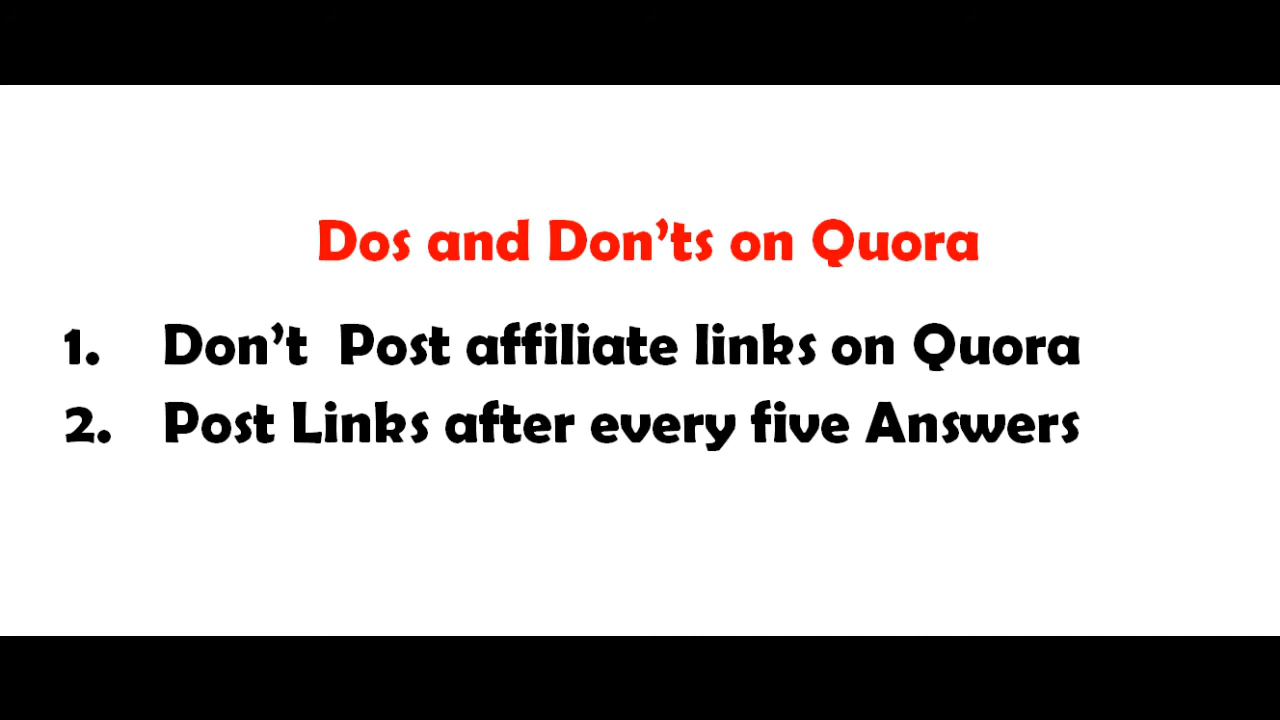 Dos and Don’ts on Quora
1. Don’t Post affiliate links on Quora
2. Post Links after every five Answers